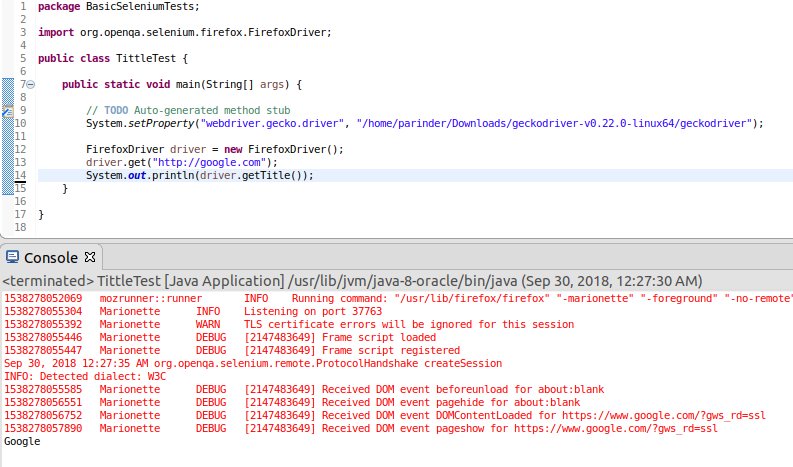 1 package BasicSeleniumTests;
2
3 import org.openqa.selenium.firefox.FirefoxDriver;
4
5 public class TittleTest {
6
7 public static void main(String[] args) {
8
9 // TODO Auto-generated method stub
10 System.setProperty("webdriver.gecko.driver", "/home/parinder/Downloads/geckodriver-v0.22.0-linux64/geckodriver");
11
12 FirefoxDriver driver = new FirefoxDriver();
13 driver.get("http://google.com");
14 System.out.println(driver.getTitle());
15 }
16
17 }
18
Console
<terminated> TittleTest [Java Application] /usr/lib/jvm/java-8-oracle/bin/java (Sep 30, 2018, 12:27:30 AM)
1538278052069 mozrunner::runner INFO Running command: "/usr/lib/firefox/firefox" "-marionette" "-foreground" "-no-remote"
1538278055304 Marionette INFO Listening on port 37763
1538278055392 Marionette WARN TLS certificate errors will be ignored for this session
1538278055446 Marionette DEBUG [2147483649] Frame script loaded
1538278055447 Marionette DEBUG [2147483649] Frame script registered
Sep 30, 2018 12:27:35 AM org.openqa.selenium.remote.ProtocolHandshake createSession
INFO: Detected dialect: W3C
1538278055585 Marionette DEBUG [2147483649] Received DOM event beforeunload for about:blank
1538278056551 Marionette DEBUG [2147483649] Received DOM event pagehide for about:blank
1538278056752 Marionette DEBUG [2147483649] Received DOM event DOMContentLoaded for https://www.google.com/?gws_rd=ssl
1538278057890 Marionette DEBUG [2147483649] Received DOM event pageshow for https://www.google.com/?gws_rd=ssl
Google